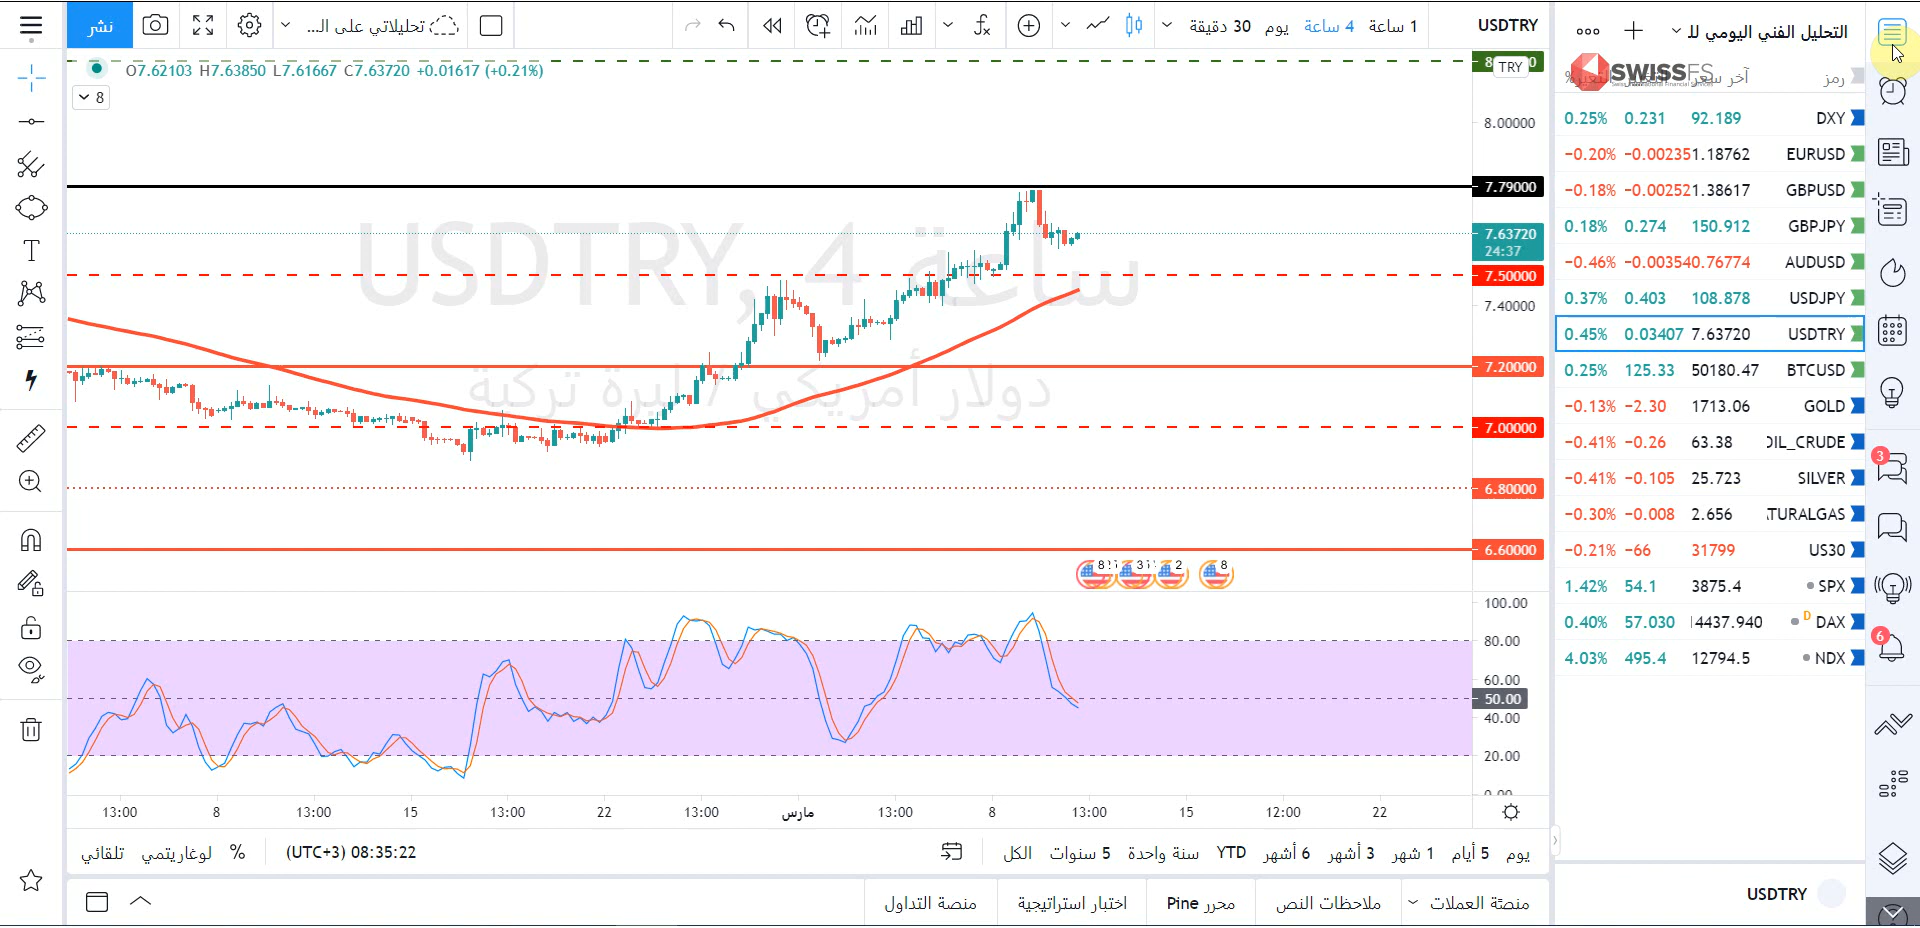 نشر
تحليلاتي على الـ...
30 دقيقة
يوم
4 ساعة
1 ساعة
USDTRY
O7.62103 H7.63850 L7.61667 C7.63720 +0.01617 (+0.21%)
8
TRY
8.00000
7.79000
7.63720
24:37
7.50000
7.40000
7.20000
7.00000
6.80000
6.60000
USDTRY, 4 ساعة
دولار أمريكي / ليرة تركية
100.00
80.00
60.00
50.00
40.00
20.00
0.00
13:00 8 13:00 15 13:00 22 13:00 مارس 13:00 8 13:00 15 12:00 22
تلقائي لوغاريتمي % (UTC+3) 08:35:22
يوم 5 أيام 1 شهر 3 أشهر 6 أشهر YTD سنة واحدة 5 سنوات الكل
منصئة العملات ملاحظات النص محرر Pine اختبار استراتيجية منصة التداول
التحليل الفني اليومي للـ
SWISSFS
رمز آخر سعر
DXY 92.189 0.231 0.25%
EURUSD 1.18762 −0.00235 −0.20%
GBPUSD 1.38617 −0.00252 −0.18%
GBPJPY 150.912 0.274 0.18%
AUDUSD 0.76774 −0.00354 −0.46%
USDJPY 108.878 0.403 0.37%
USDTRY 7.63720 0.03407 0.45%
BTCUSD 50180.47 125.33 0.25%
GOLD 1713.06 −2.30 −0.13%
OIL_CRUDE 63.38 −0.26 −0.41%
SILVER 25.723 −0.105 −0.41%
TURALGAS 2.656 −0.008 −0.30%
US30 31799 −66 −0.21%
SPX 3875.4 54.1 1.42%
DAX D 14437.940 57.030 0.40%
NDX 12794.5 495.4 4.03%
USDTRY
3
6